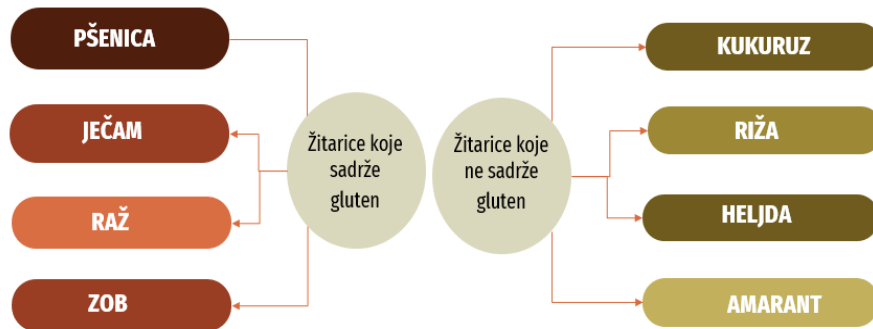 PŠENICA
JEČAM
RAŽ
ZOB
Žitarice koje
sadrže
gluten
Žitarice koje
ne sadrže
gluten
KUKURUZ
RIŽA
HELJDA
AMARANT